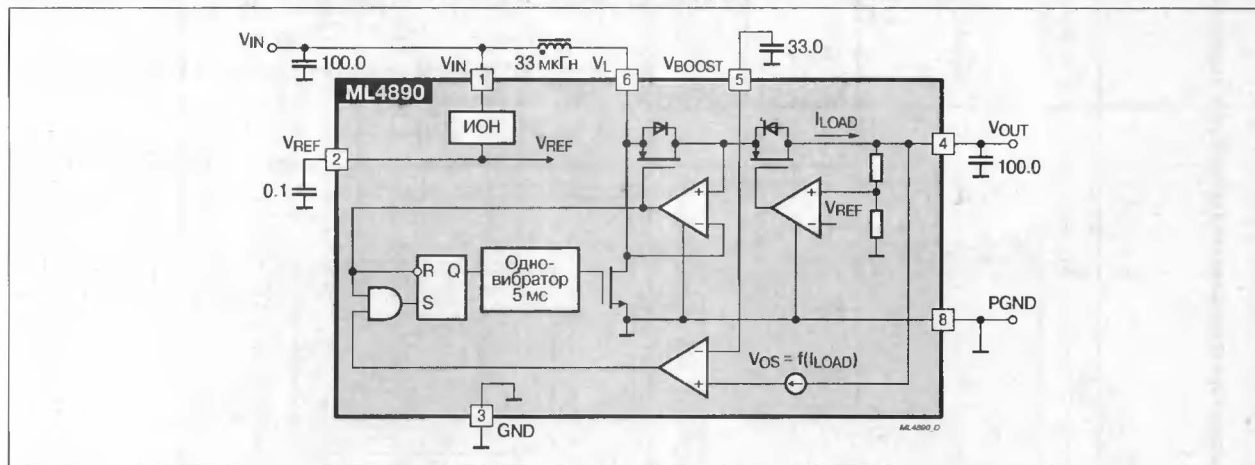 VIN
100.0
VIN
1
33 мкГн
VL
6
VBOOST
5
33.0
ML4890
ИОН
VREF
2
VREF
0.1
ILOAD
4
VOUT
100.0
+
−
+
−
VREF
R Q
S
Одно-
вибратор
5 мс
8
PGND
−
+
VOS = f(ILOAD)
3
GND
ML4890_D